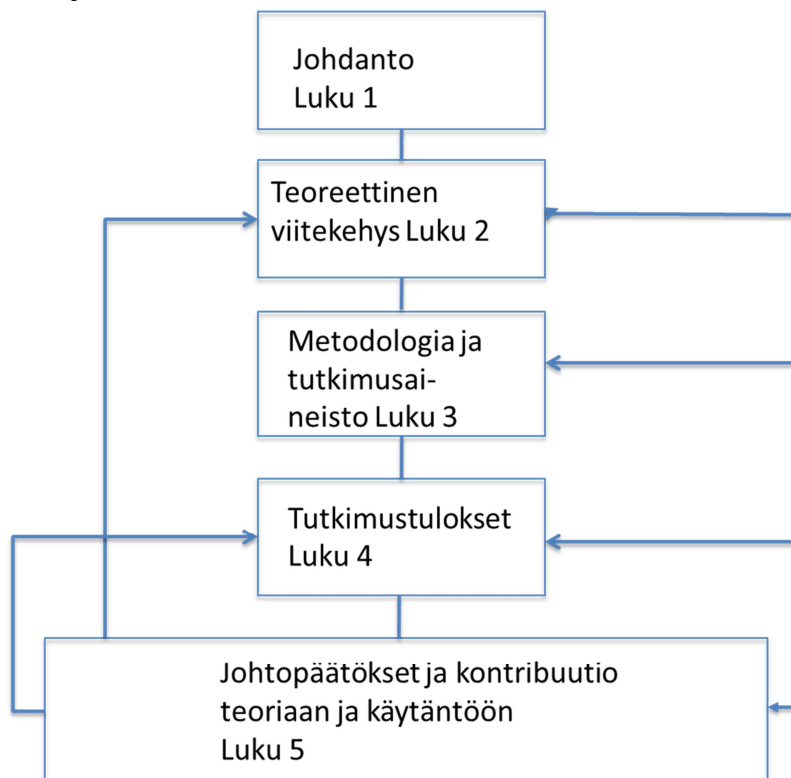 Johdanto
Luku 1
Teoreettinen
viitekehys Luku 2
Metodologia ja
tutkimusai-
neisto Luku 3
Tutkimustulokset
Luku 4
Johtopäätökset ja kontribuutio
teoriaan ja käytäntöön
Luku 5